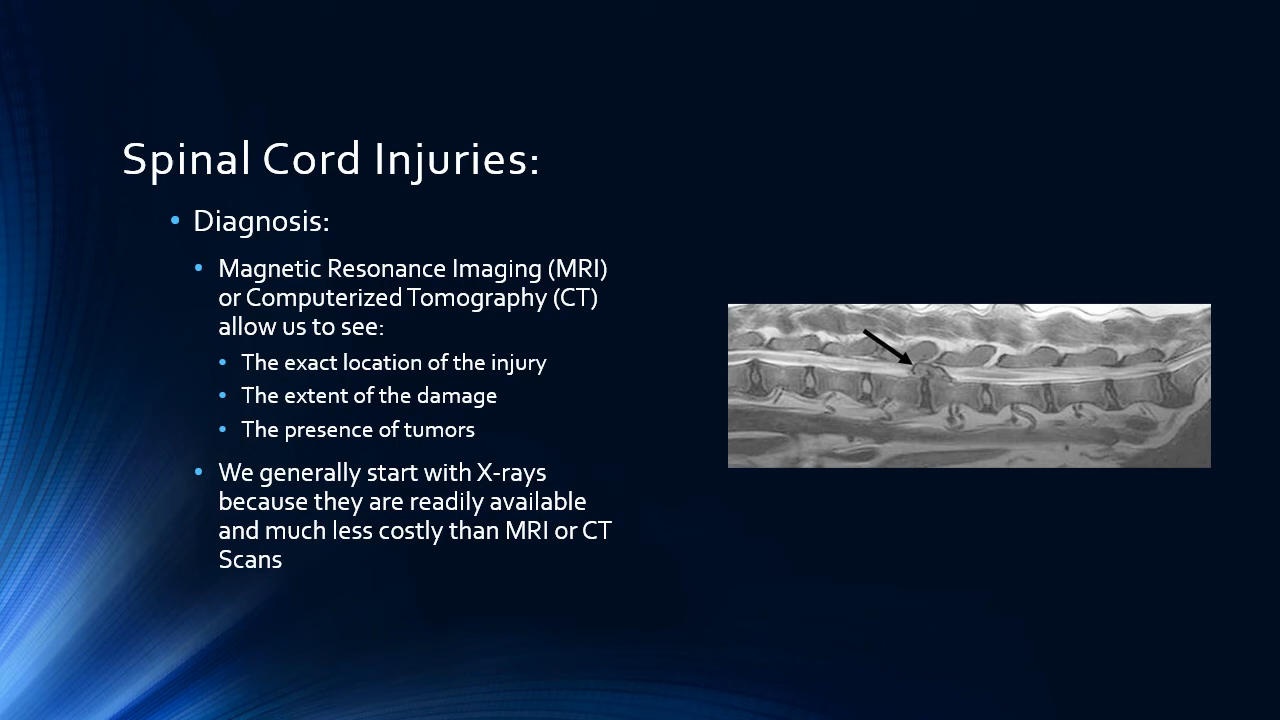 Spinal Cord Injuries:
• Diagnosis:
• Magnetic Resonance Imaging (MRI)
or Computerized Tomography (CT)
allow us to see:
• The exact location of the injury
• The extent of the damage
• The presence of tumors
• We generally start with X-rays
because they are readily available
and much less costly than MRI or CT
Scans